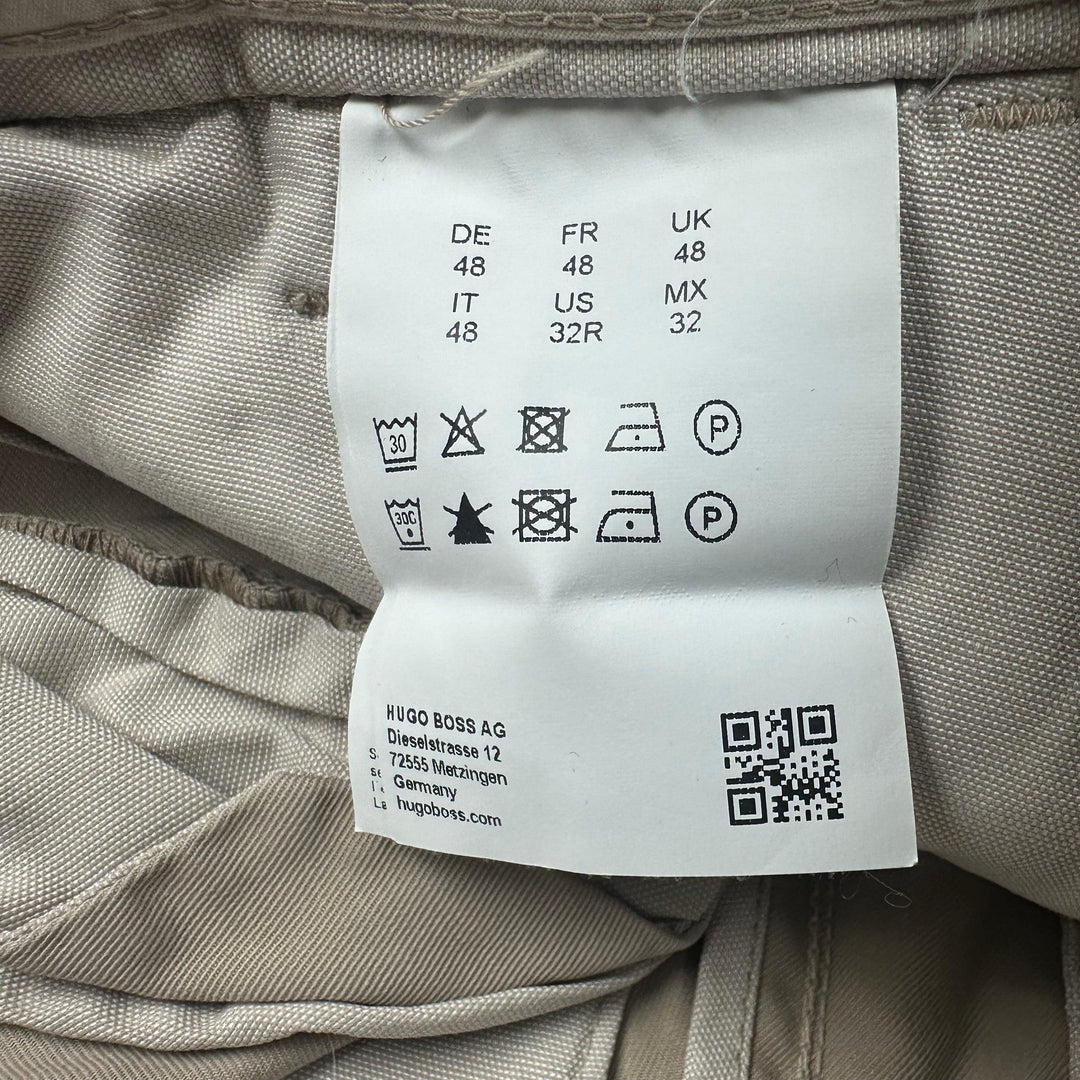 DE FR UK
48 48 48
IT US MX
48 32R 32
30 P
30C P
HUGO BOSS AG
Dieselstrasse 12
72555 Metzingen
Germany
hugoboss.com